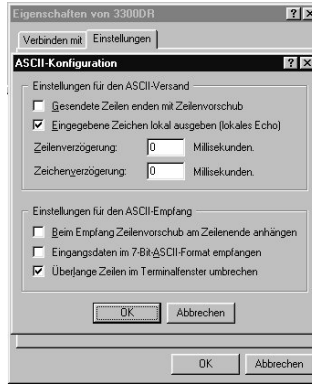 Eigenschaften von 3300DR
Verbinden mit Einstellungen
ASCII-Konfiguration
Einstellungen für den ASCII-Versand
Gesendete Zeilen enden mit Zeilenvorschub
Eingegebene Zeichen lokal ausgeben (lokales Echo)
Zeilenverzögerung: 0 Millisekunden.
Zeichenverzögerung: 0 Millisekunden.
Einstellungen für den ASCII-Empfang
Beim Empfang Zeilenvorschub am Zeilenende anhängen
Eingangsdaten im 7-Bit-ASCII-Format empfangen
Überlange Zeilen im Terminalfenster umbrechen
OK Abbrechen
OK Abbrechen